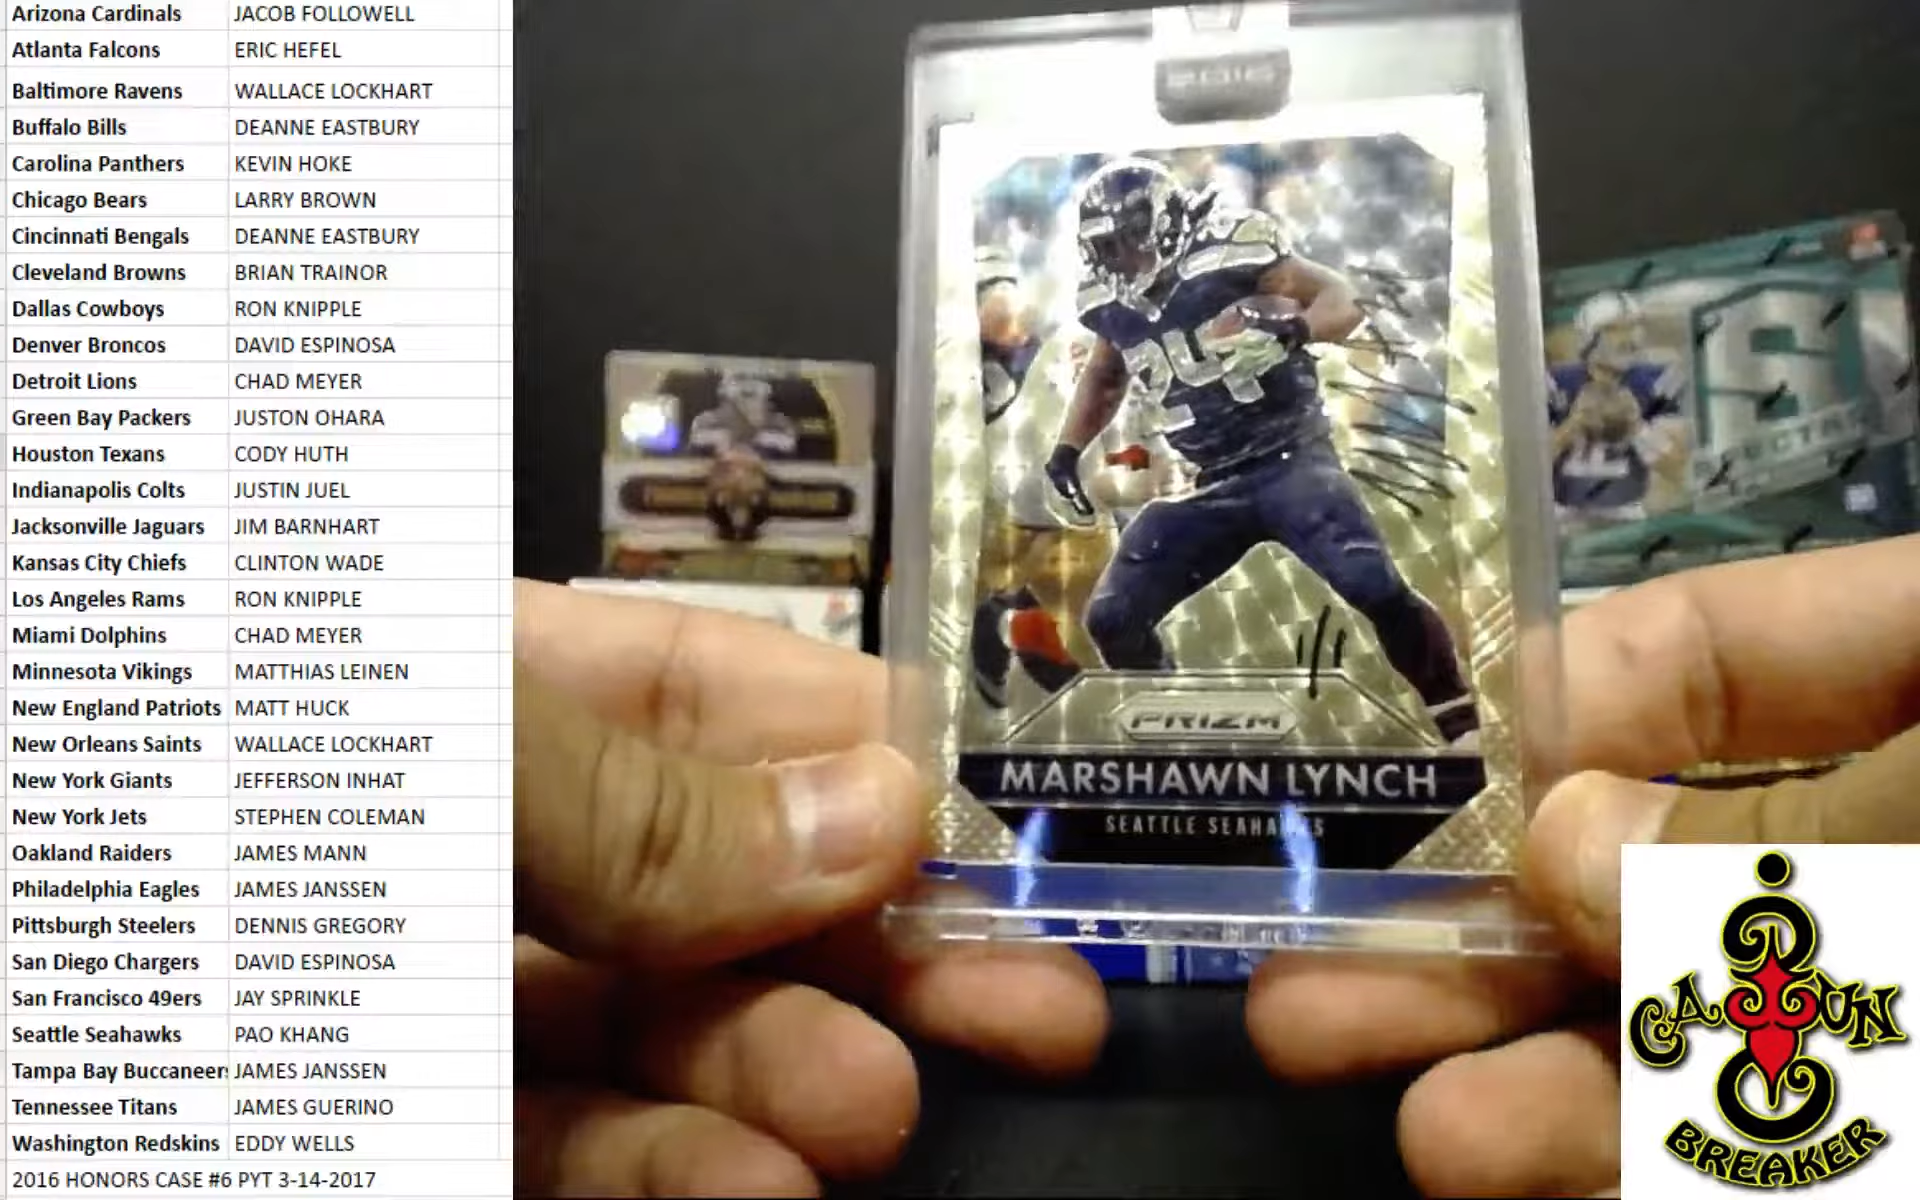 Arizona Cardinals JACOB FOLLOWELL
Atlanta Falcons ERIC HEFEL
Baltimore Ravens WALLACE LOCKHART
Buffalo Bills DEANNE EASTBURY
Carolina Panthers KEVIN HOKE
Chicago Bears LARRY BROWN
Cincinnati Bengals DEANNE EASTBURY
Cleveland Browns BRIAN TRAINOR
Dallas Cowboys RON KNIPPLE
Denver Broncos DAVID ESPINOSA
Detroit Lions CHAD MEYER
Green Bay Packers JUSTON OHARA
Houston Texans CODY HUTH
Indianapolis Colts JUSTIN JUEL
Jacksonville Jaguars JIM BARNHART
Kansas City Chiefs CLINTON WADE
Los Angeles Rams RON KNIPPLE
Miami Dolphins CHAD MEYER
Minnesota Vikings MATTHIAS LEINEN
New England Patriots MATT HUCK
New Orleans Saints WALLACE LOCKHART
New York Giants JEFFERSON INHAT
New York Jets STEPHEN COLEMAN
Oakland Raiders JAMES MANN
Philadelphia Eagles JAMES JANSSEN
Pittsburgh Steelers DENNIS GREGORY
San Diego Chargers DAVID ESPINOSA
San Francisco 49ers JAY SPRINKLE
Seattle Seahawks PAO KHANG
Tampa Bay Buccaneers JAMES JANSSEN
Tennessee Titans JAMES GUERINO
Washington Redskins EDDY WELLS
2016 HONORS CASE #6 PYT 3-14-2017
2016
24
1/1
PRIZM
MARSHAWN LYNCH
SEATTLE SEAHAWKS
CAJUN
BREAKER